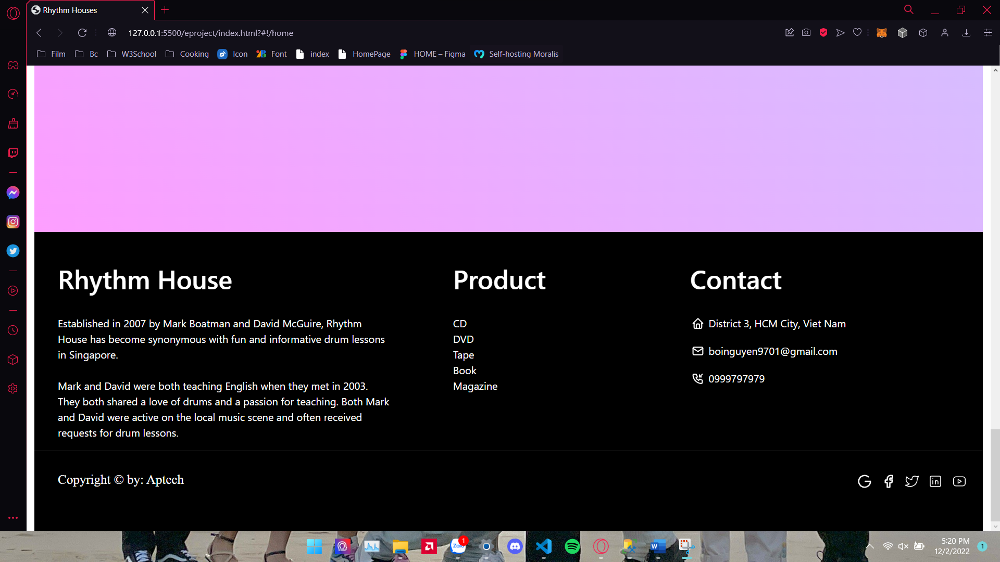 Rhythm Houses
127.0.0.1:5500/eproject/index.html?#!/home
Film Bc W3School Cooking Icon Font index HomePage HOME – Figma Self-hosting Moralis
Rhythm House
Established in 2007 by Mark Boatman and David McGuire, Rhythm
House has become synonymous with fun and informative drum lessons
in Singapore.
Mark and David were both teaching English when they met in 2003.
They both shared a love of drums and a passion for teaching. Both Mark
and David were active on the local music scene and often received
requests for drum lessons.
Product
CD
DVD
Tape
Book
Magazine
Contact
District 3, HCM City, Viet Nam
boinguyen9701@gmail.com
0999797979
Copyright © by: Aptech
Zalo
1
W
5:20 PM
12/2/2022
1